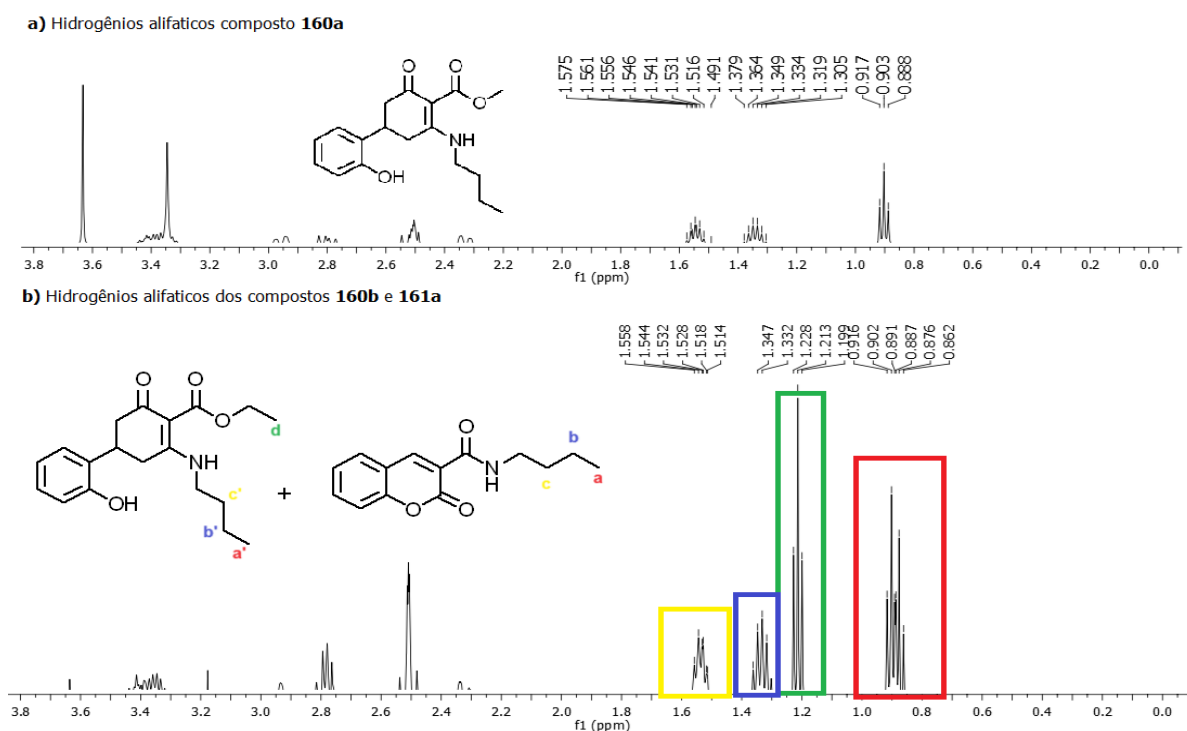 a) Hidrogênios alifaticos composto 160a
O
O
O
NH
OH
1.575
1.561
1.556
1.546
1.541
1.531
1.516
1.491
1.379
1.364
1.349
1.334
1.319
1.305
0.917
0.903
0.888
3.8 3.6 3.4 3.2 3.0 2.8 2.6 2.4 2.2 2.0 1.8 1.6 1.4 1.2 1.0 0.8 0.6 0.4 0.2 0.0
f1 (ppm)
b) Hidrogênios alifaticos dos compostos 160b e 161a
1.558
1.544
1.532
1.528
1.518
1.514
1.347
1.332
1.228
1.213
1.199
0.916
0.902
0.891
0.887
0.876
0.862
O
O
O
d
NH
OH
c'
b'
a'
+
O
N
H
O
O
b
c
a
3.8 3.6 3.4 3.2 3.0 2.8 2.6 2.4 2.2 2.0 1.8 1.6 1.4 1.2 1.0 0.8 0.6 0.4 0.2 0.0
f1 (ppm)